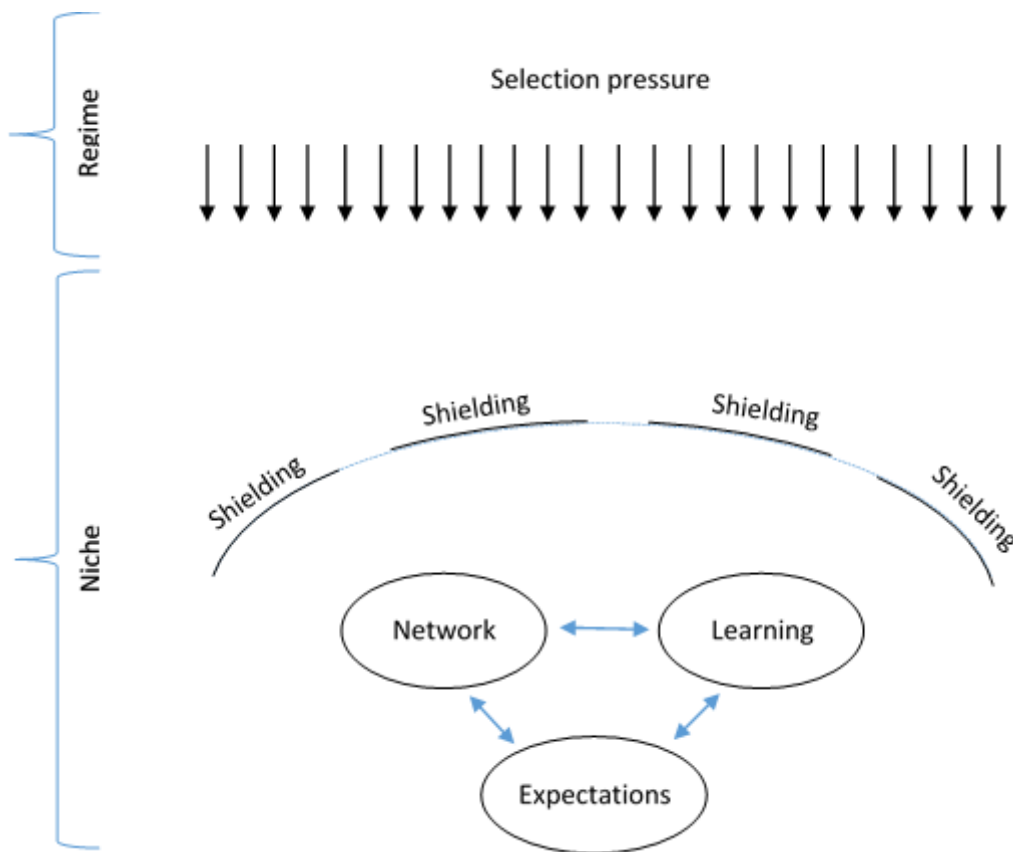 Regime
Selection pressure
Niche
Shielding
Shielding
Shielding
Shielding
Network
Learning
Expectations